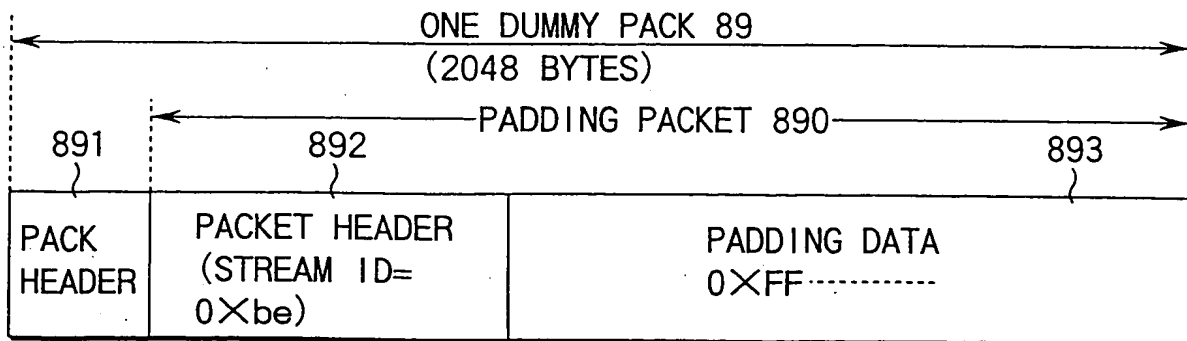 ONE DUMMY PACK 89
(2048 BYTES)
PADDING PACKET 890
891
892
893
PACK
HEADER
PACKET HEADER
(STREAM ID=
0×be)
PADDING DATA
0×FF----------